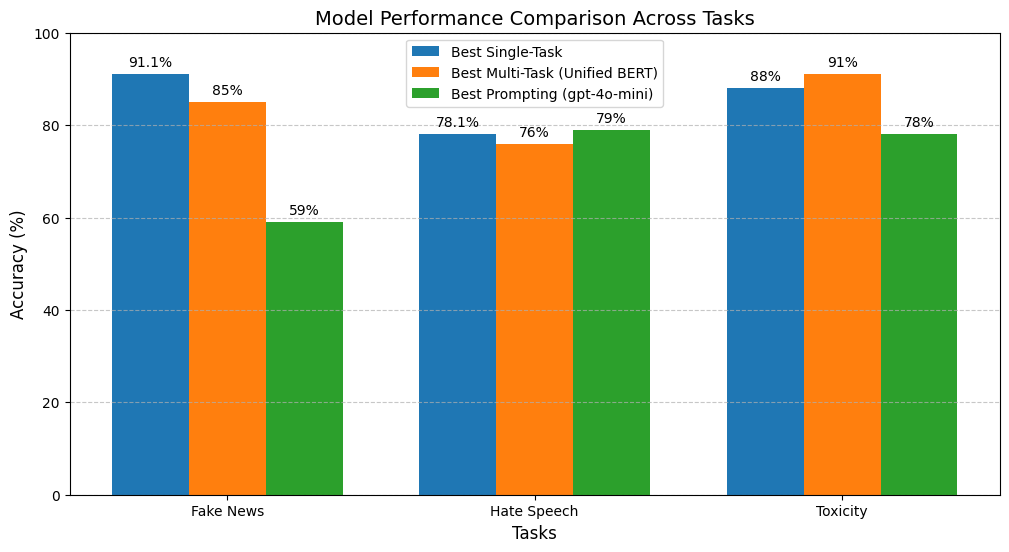 Model Performance Comparison Across Tasks
Accuracy (%)
100
80
60
40
20
0
Best Single-Task
Best Multi-Task (Unified BERT)
Best Prompting (gpt-4o-mini)
91.1%
85%
59%
78.1%
76%
79%
88%
91%
78%
Fake News
Hate Speech
Toxicity
Tasks